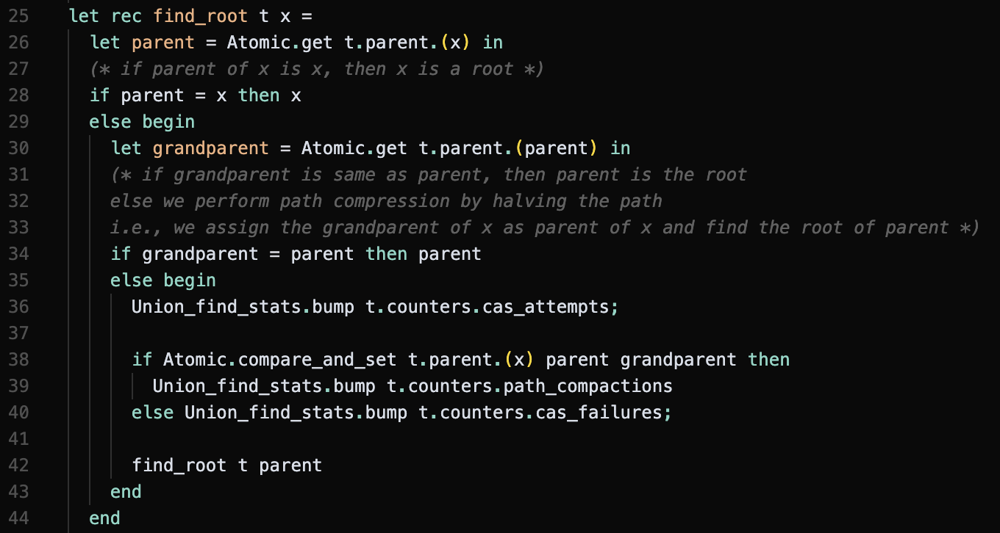 25 let rec find_root t x =
26 let parent = Atomic.get t.parent.(x) in
27 (* if parent of x is x, then x is a root *)
28 if parent = x then x
29 else begin
30 let grandparent = Atomic.get t.parent.(parent) in
31 (* if grandparent is same as parent, then parent is the root
32 else we perform path compression by halving the path
33 i.e., we assign the grandparent of x as parent of x and find the root of parent *)
34 if grandparent = parent then parent
35 else begin
36 Union_find_stats.bump t.counters.cas_attempts;
37
38 if Atomic.compare_and_set t.parent.(x) parent grandparent then
39 Union_find_stats.bump t.counters.path_compactions
40 else Union_find_stats.bump t.counters.cas_failures;
41
42 find_root t parent
43 end
44 end